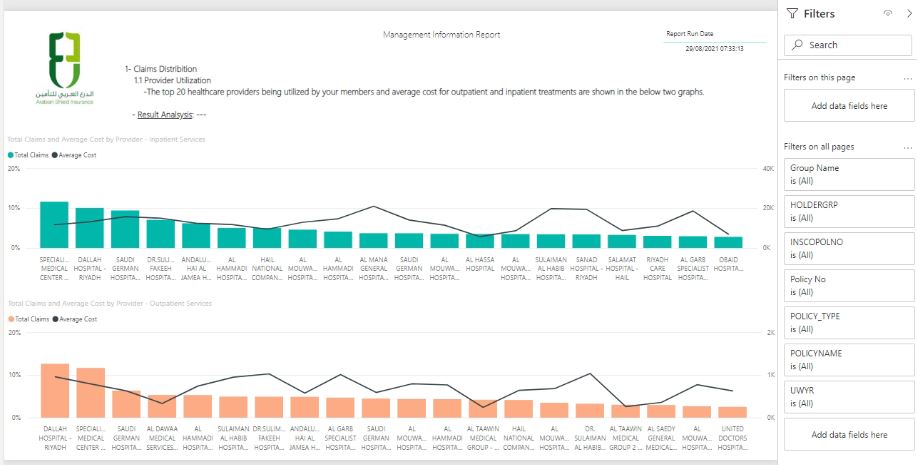 Management Information Report
Report Run Date
29/08/2021 07:33:13
الدرع العربي للتأمين
Arabian Shield Insurance
1- Claims Distribition
1.1 Provider Utilization
-The top 20 healthcare providers being utilized by your members and average cost for outpatient and inpatient treatments are shown in the below two graphs.
- Result Analsysis: ---
Total Claims and Average Cost by Provider - Inpatient Services
Total Claims Average Cost
20% 40K
10% 20K
0% 0K
SPECIALI... DALLAH SAUDI DR.SULI... ANDALU... AL HAIL AL AL AL MANA SAUDI AL AL HASSA AL SULAIMAN SANAD SALAMAT RIYADH AL GARB OBAID
MEDICAL HOSPITAL - GERMAN FAKEEH HAI AL HAMMADI NATIONAL MOUWA... HAMMADI GENERAL GERMAN MOUWA... HOSPITAL MOUWA... AL HABIB HOSPITAL - HOSPITAL - CARE SPECIALIST HOSPITA...
CENTER ... RIYADH HOSPITA... HOSPITA... JAMEA H... HOSPITA... COMPAN... HOSPITA... HOSPITA... HOSPITA... HOSPITA... HOSPITA... HOSPITA... HOSPITA... RIYADH HAIL HOSPITAL HOSPITA...
Total Claims and Average Cost by Provider - Outpatient Services
Total Claims Average Cost
20% 2K
10% 1K
0% 0K
DALLAH SPECIALI... SAUDI AL DAWAA AL SULAIMAN DR.SULIM... ANDALU... AL GARB SAUDI AL AL AL TAAWIN HAIL AL DR. AL TAAWIN AL SAEDY AL UNITED
HOSPITAL - MEDICAL GERMAN MEDICAL HAMMADI AL HABIB FAKEEH HAI AL SPECIALIST GERMAN MOUWA... HAMMADI MEDICAL NATIONAL MOUWA... SULAIMAN MEDICAL GENERAL MOUWA... DOCTORS
RIYADH CENTER ... HOSPITA... SERVICES... HOSPITA... HOSPITA... HOSPITA... JAMEA H... HOSPITA... HOSPITA... HOSPITA... HOSPITA... GROUP - ... COMPAN... HOSPITA... AL HABIB... GROUP 2 ... MEDICAL... HOSPITA... HOSPITA...
Filters
Search
Filters on this page ...
Add data fields here
Filters on all pages ...
Group Name
is (All)
HOLDERGRP
is (All)
INSCOPOLNO
is (All)
Policy No
is (All)
POLICY_TYPE
is (All)
POLICYNAME
is (All)
UWYR
is (All)
Add data fields here